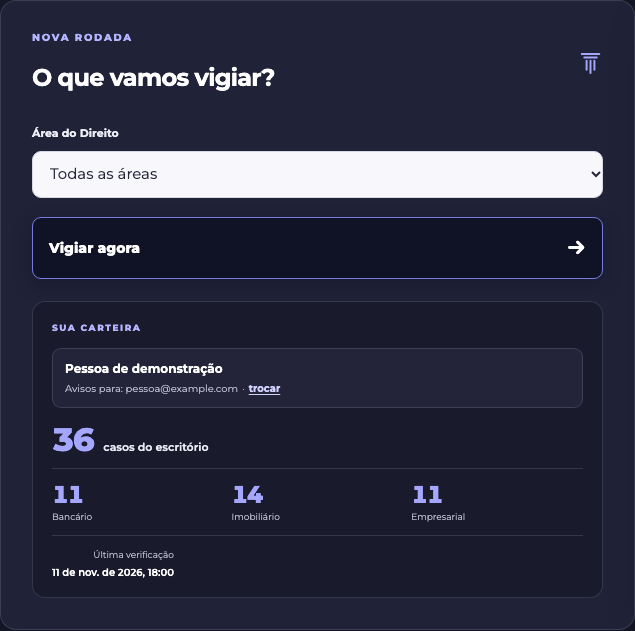 NOVA RODADA
O que vamos vigiar?
Área do Direito
Todas as áreas
Vigiar agora
SUA CARTEIRA
Pessoa de demonstração
Avisos para: pessoa@example.com · trocar
36 casos do escritório
11 14 11
Bancário Imobiliário Empresarial
Última verificação
11 de nov. de 2026, 18:00